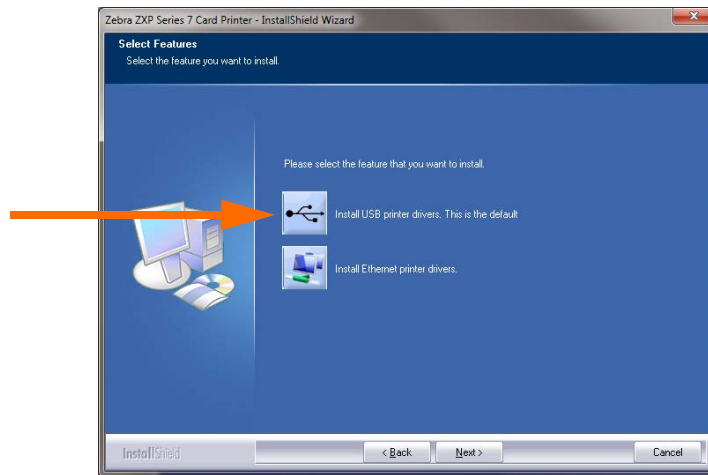 Zebra ZXP Series 7 Card Printer - InstallShield Wizard
Select Features
Select the feature you want to install.
Please select the feature that you want to install.
Install USB printer drivers. This is the default
Install Ethernet printer drivers.
InstallShield
< Back
Next >
Cancel